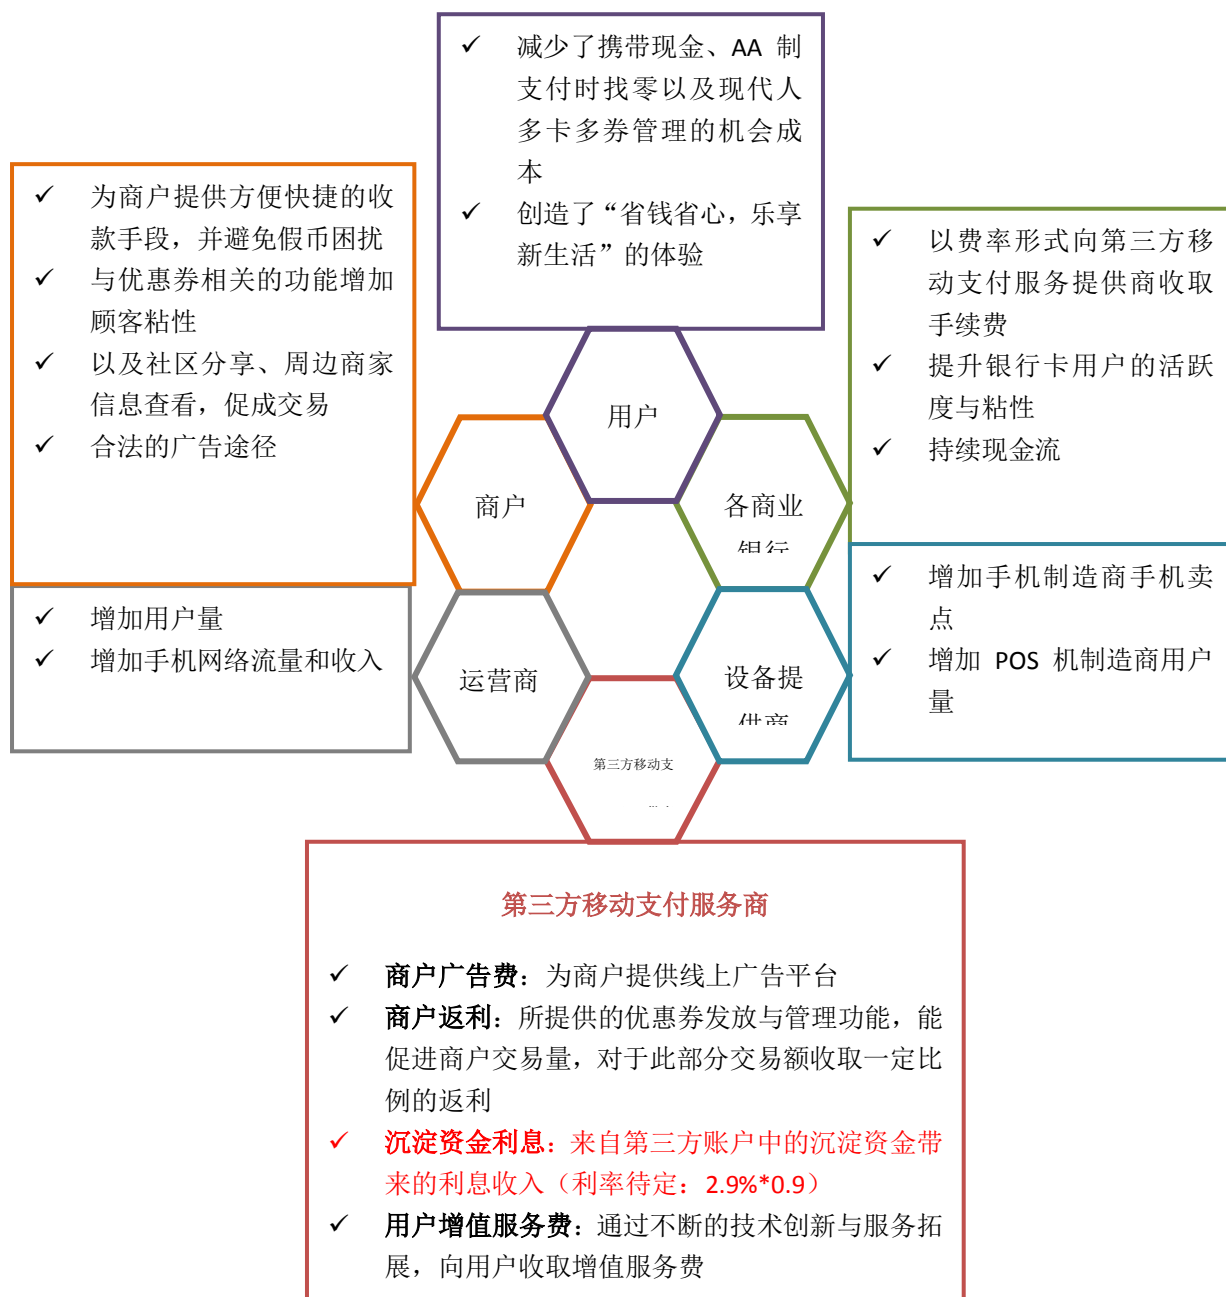 减少了携带现金、AA 制
支付时找零以及现代人
多卡多券管理的机会成
本
创造了“省钱省心，乐享
新生活”的体验
为商户提供方便快捷的收
款手段，并避免假币困扰
与优惠券相关的功能增加
顾客粘性
以及社区分享、周边商家
信息查看，促成交易
合法的广告途径
以费率形式向第三方移
动支付服务提供商收取
手续费
提升银行卡用户的活跃
度与粘性
持续现金流
用户
商户
各商业
银行
增加用户量
增加手机网络流量和收入
增加手机制造商手机卖
点
增加 POS 机制造商用户
量
运营商
设备提
供商
第三方移动支
第三方移动支付服务商
商户广告费：为商户提供线上广告平台
商户返利：所提供的优惠券发放与管理功能，能
促进商户交易量，对于此部分交易额收取一定比
例的返利
沉淀资金利息：来自第三方账户中的沉淀资金带
来的利息收入（利率待定：2.9%*0.9）
用户增值服务费：通过不断的技术创新与服务拓
展，向用户收取增值服务费